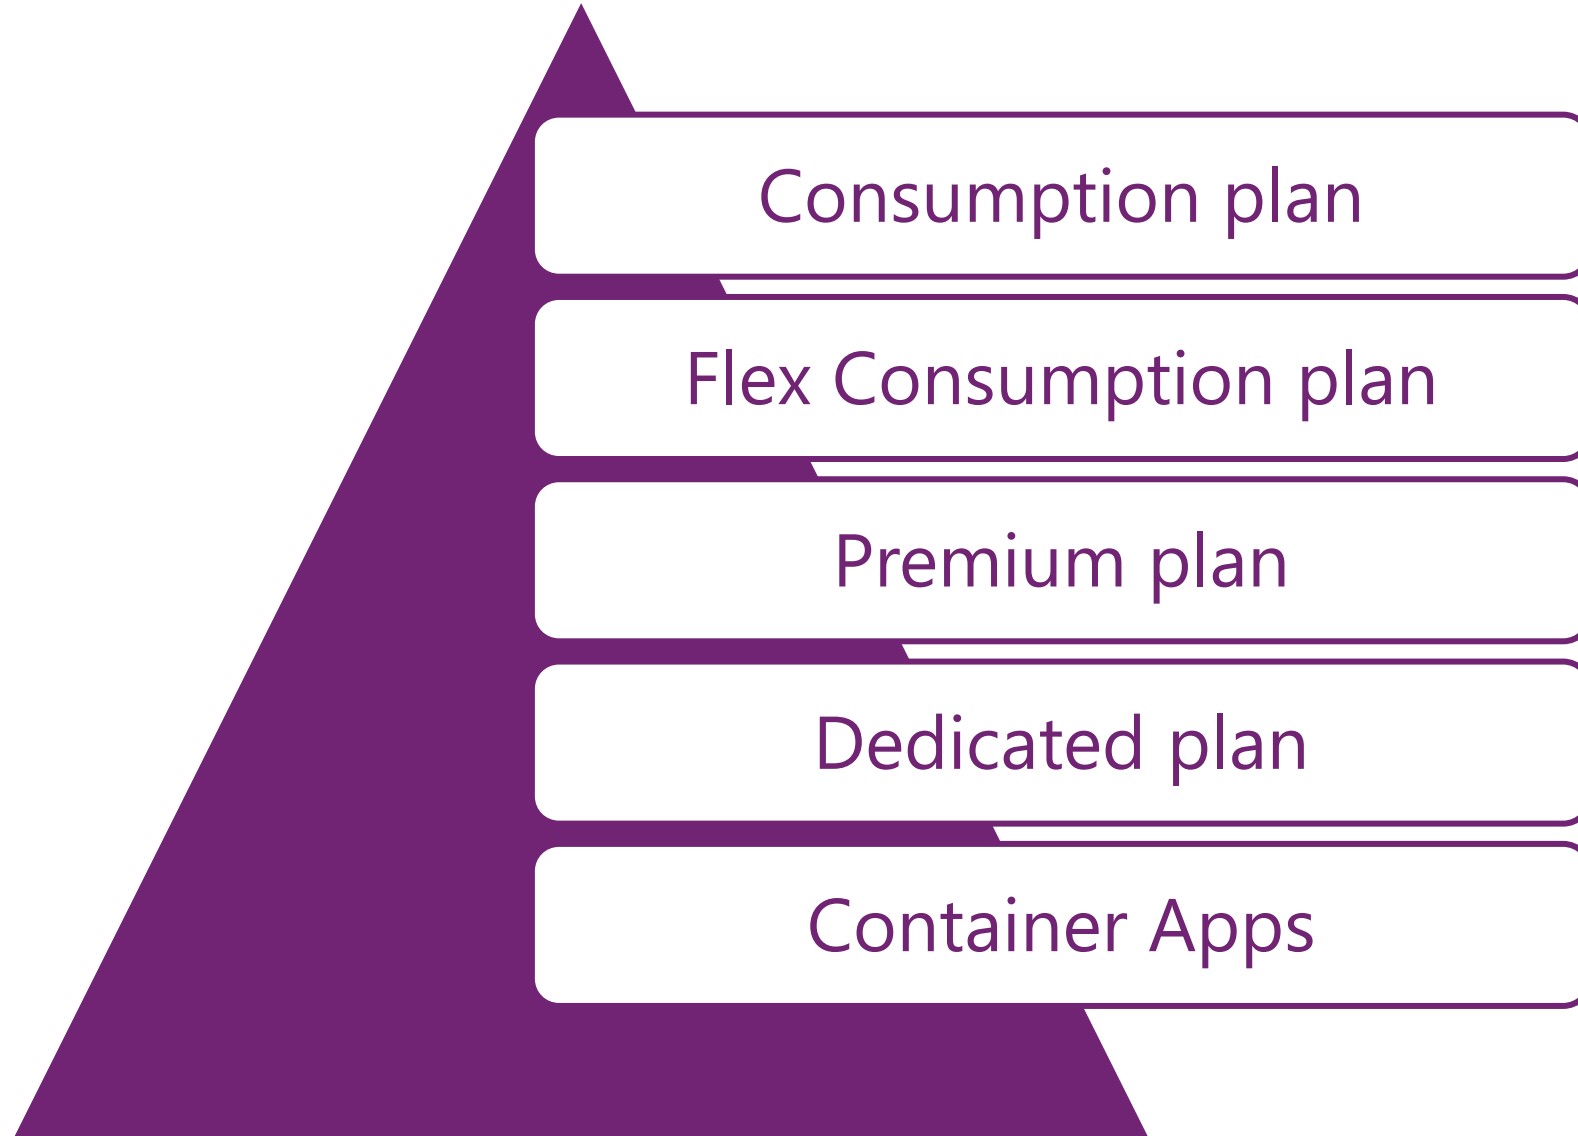 Consumption plan
Flex Consumption plan
Premium plan
Dedicated plan
Container Apps